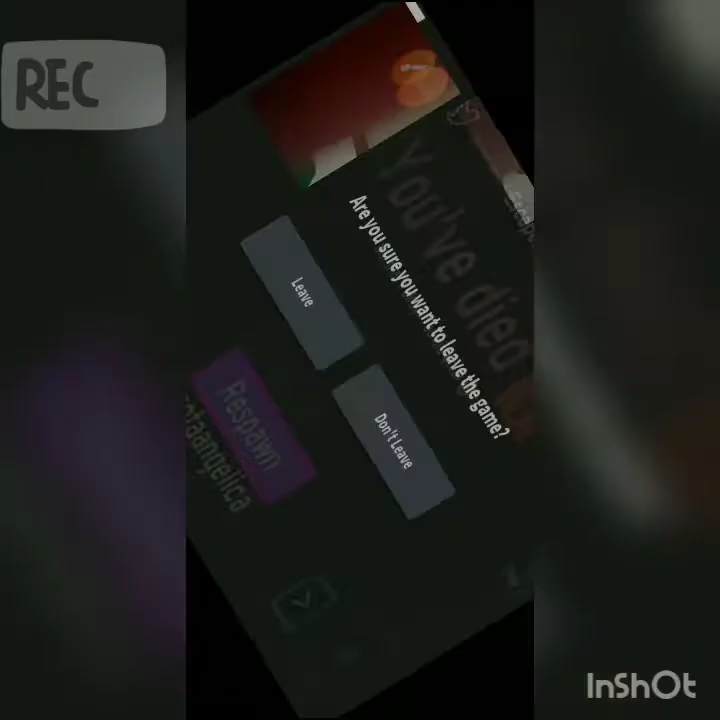 REC
You've died
Are you sure you want to leave the game?
Leave
Don't Leave
Respawn
InShOt